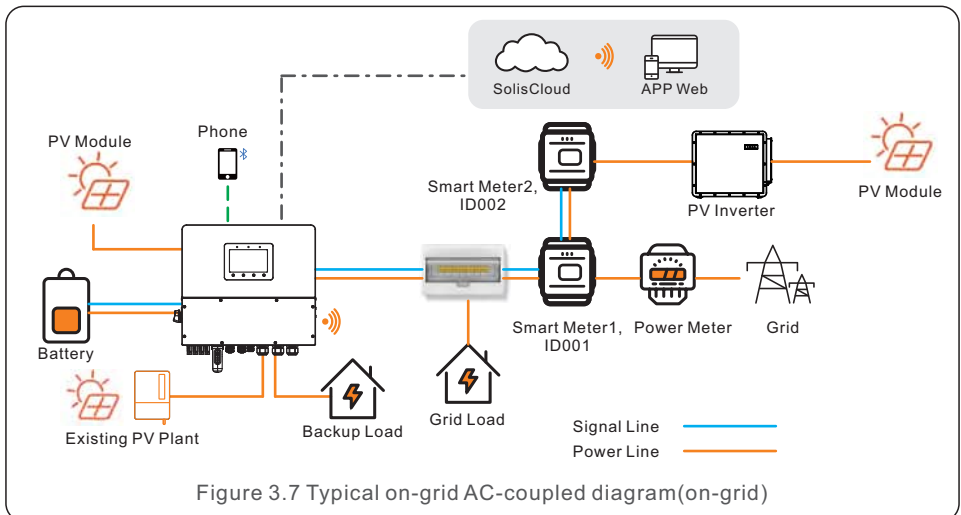 SolisCloud
APP Web
Phone
PV Module
Smart Meter2,
ID002
PV Inverter
PV Module
Battery
Smart Meter1,
ID001
Power Meter
Grid
Existing PV Plant
Backup Load
Grid Load
Signal Line
Power Line
Figure 3.7 Typical on-grid AC-coupled diagram(on-grid)